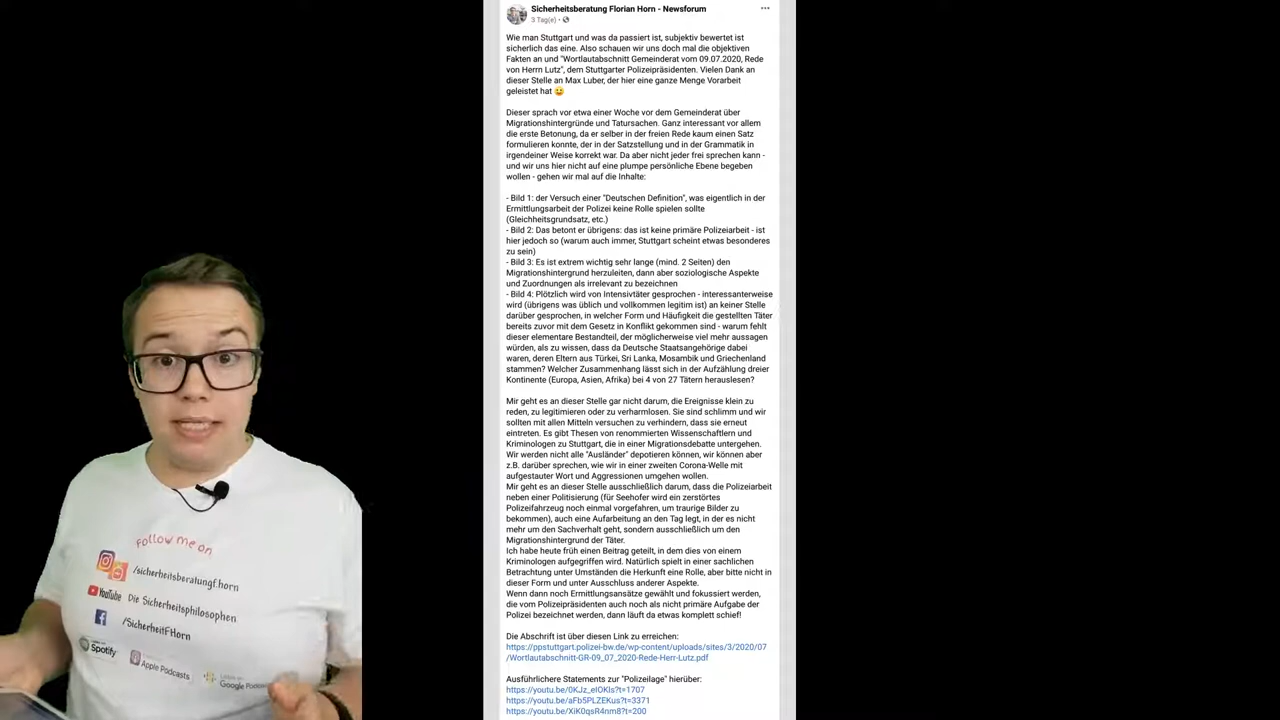 Sicherheitsberatung Florian Horn - Newsforum
3 Tag(e) •
Wie man Stuttgart und was da passiert ist, subjektiv bewertet ist
sicherlich das eine. Also schauen wir uns doch mal die objektiven
Fakten an und "Wortlautabschnitt Gemeinderat vom 09.07.2020, Rede
von Herrn Lutz", dem Stuttgarter Polizeipräsidenten. Vielen Dank an
dieser Stelle an Max Luber, der hier eine ganze Menge Vorarbeit
geleistet hat 😀
Dieser sprach vor etwa einer Woche vor dem Gemeinderat über
Migrationshintergründe und Tatursachen. Ganz interessant vor allem
die erste Betonung, da er selber in der freien Rede kaum einen Satz
formulieren konnte, der in der Satzstellung und in der Grammatik in
irgendeiner Weise korrekt war. Da aber nicht jeder frei sprechen kann -
und wir uns hier nicht auf eine plumpe persönliche Ebene begeben
wollen - gehen wir mal auf die Inhalte:
- Bild 1: der Versuch einer "Deutschen Definition", was eigentlich in der
Ermittlungsarbeit der Polizei keine Rolle spielen sollte
(Gleichheitsgrundsatz, etc.)
- Bild 2: Das betont er übrigens: das ist keine primäre Polizeiarbeit - ist
hier jedoch so (warum auch immer, Stuttgart scheint etwas besonderes
zu sein)
- Bild 3: Es ist extrem wichtig sehr lange (mind. 2 Seiten) den
Migrationshintergrund herzuleiten, dann aber soziologische Aspekte
und Zuordnungen als irrelevant zu bezeichnen
- Bild 4: Plötzlich wird von Intensivtäter gesprochen - interessanterweise
wird (übrigens was üblich und vollkommen legitim ist) an keiner Stelle
darüber gesprochen, in welcher Form und Häufigkeit die gestellten Täter
bereits zuvor mit dem Gesetz in Konflikt gekommen sind - warum fehlt
dieser elementare Bestandteil, der möglicherweise viel mehr aussagen
würden, als zu wissen, dass da Deutsche Staatsangehörige dabei
waren, deren Eltern aus Türkei, Sri Lanka, Mosambik und Griechenland
stammen? Welcher Zusammenhang lässt sich in der Aufzählung dreier
Kontinente (Europa, Asien, Afrika) bei 4 von 27 Tätern herauslesen?
Mir geht es an dieser Stelle gar nicht darum, die Ereignisse klein zu
reden, zu legitimieren oder zu verharmlosen. Sie sind schlimm und wir
sollten mit allen Mitteln versuchen zu verhindern, dass sie erneut
eintreten. Es gibt Thesen von renommierten Wissenschaftlern und
Kriminologen zu Stuttgart, die in einer Migrationsdebatte untergehen.
Wir werden nicht alle "Ausländer" depotieren können, wir können aber
z.B. darüber sprechen, wie wir in einer zweiten Corona-Welle mit
aufgestauter Wort und Aggressionen umgehen wollen.
Mir geht es an dieser Stelle ausschließlich darum, dass die Polizeiarbeit
neben einer Politisierung (für Seehofer wird ein zerstörtes
Polizeifahrzeug noch einmal vorgefahren, um traurige Bilder zu
bekommen), auch eine Aufarbeitung an den Tag legt, in der es nicht
mehr um den Sachverhalt geht, sondern ausschließlich um den
Migrationshintergrund der Täter.
Ich habe heute früh einen Beitrag geteilt, in dem dies von einem
Kriminologen aufgegriffen wird. Natürlich spielt in einer sachlichen
Betrachtung unter Umständen die Herkunft eine Rolle, aber bitte nicht in
dieser Form und unter Ausschluss anderer Aspekte.
Wenn dann noch Ermittlungsansätze gewählt und fokussiert werden,
die vom Polizeipräsidenten auch noch als nicht primäre Aufgabe der
Polizei bezeichnet werden, dann läuft da etwas komplett schief!
Die Abschrift ist über diesen Link zu erreichen:
https://ppstuttgart.polizei-bw.de/wp-content/uploads/sites/3/2020/07
/Wortlautabschnitt-GR-09_07_2020-Rede-Herr-Lutz.pdf
Ausführlichere Statements zur "Polizeilage" hierüber:
https://youtu.be/0KJz_eIOKls?t=1707
https://youtu.be/aFb5PLZEKus?t=3371
https://youtu.be/XiK0qsR4nm8?t=200
Follow me on
/sicherheitsberatungf.horn
YouTube Die Sicherheitsphilosophen
/SicherheitFHorn
Spotify
Apple Podcasts
Google